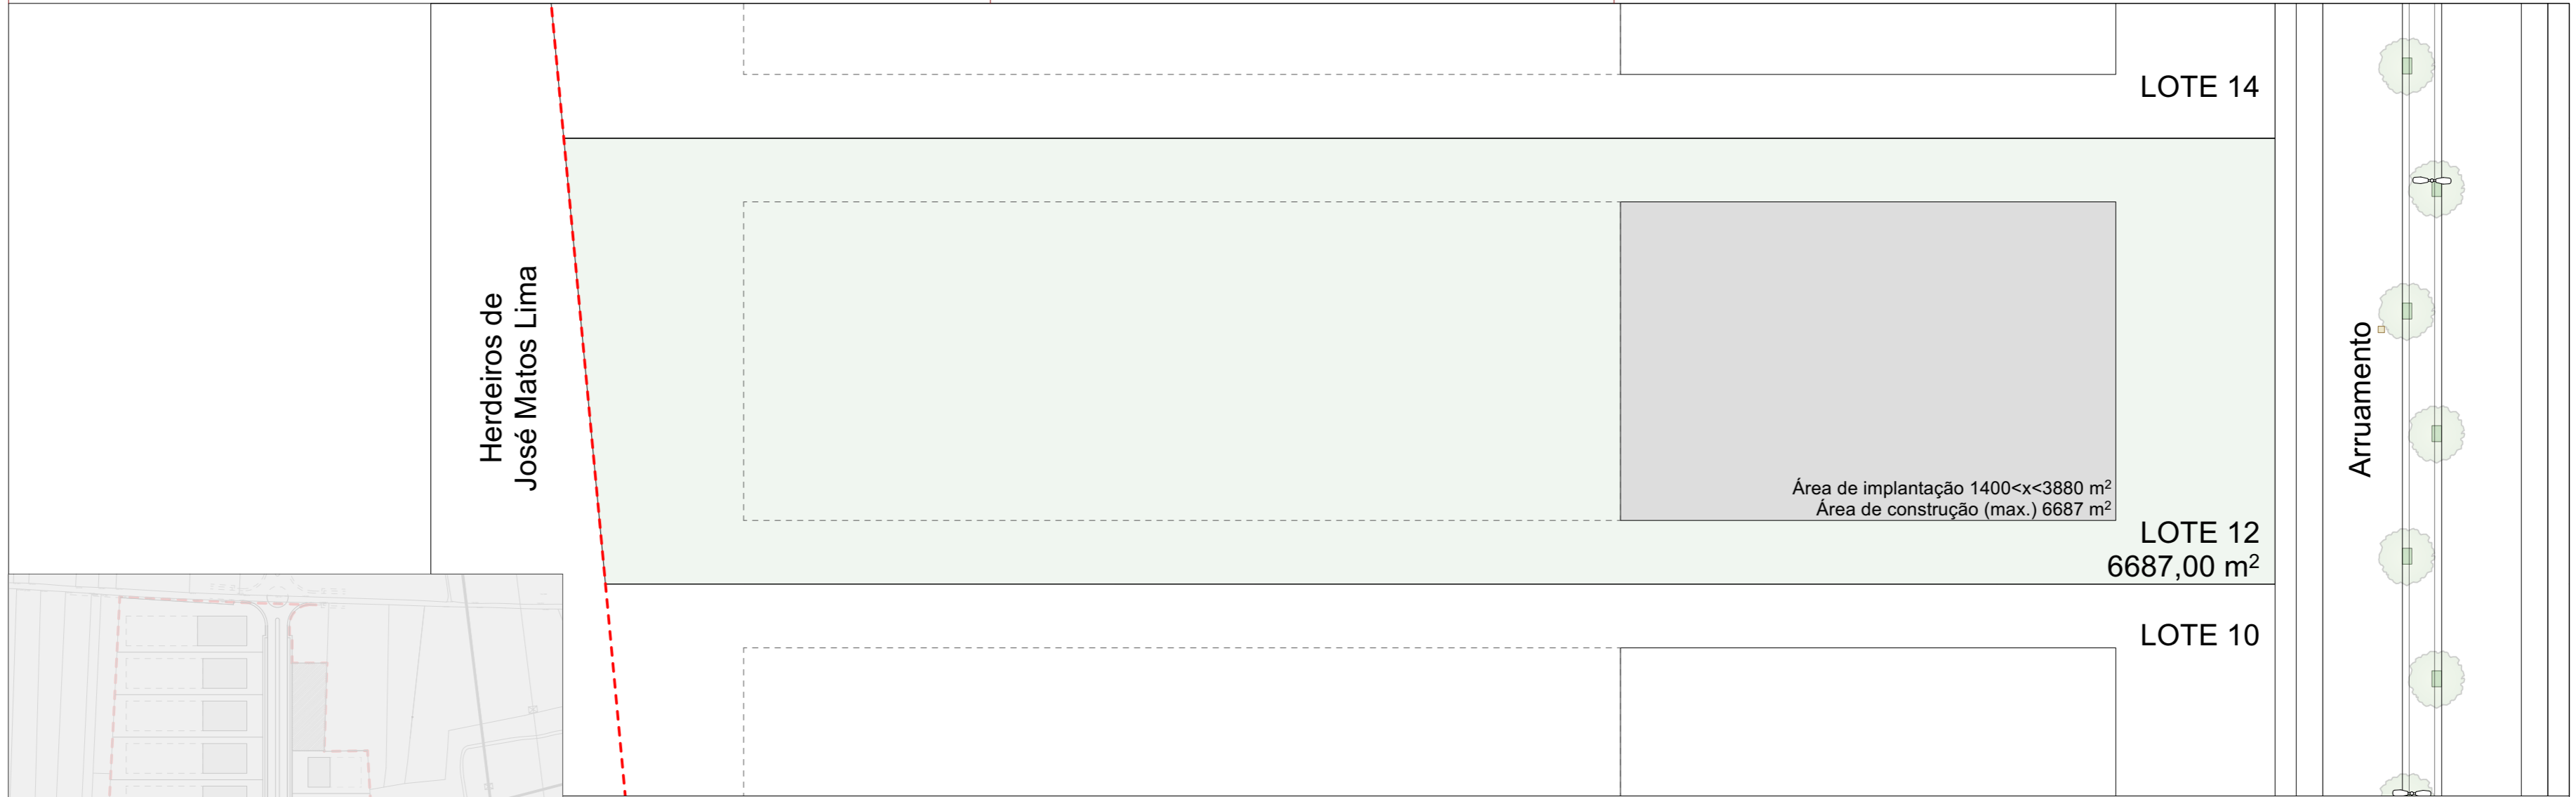 LOTE 14
Herdeiros de
José Matos Lima
Arruamento
Área de implantação 1400<x<3880 m²
Área de construção (max.) 6687 m²
LOTE 12
6687,00 m²
LOTE 10